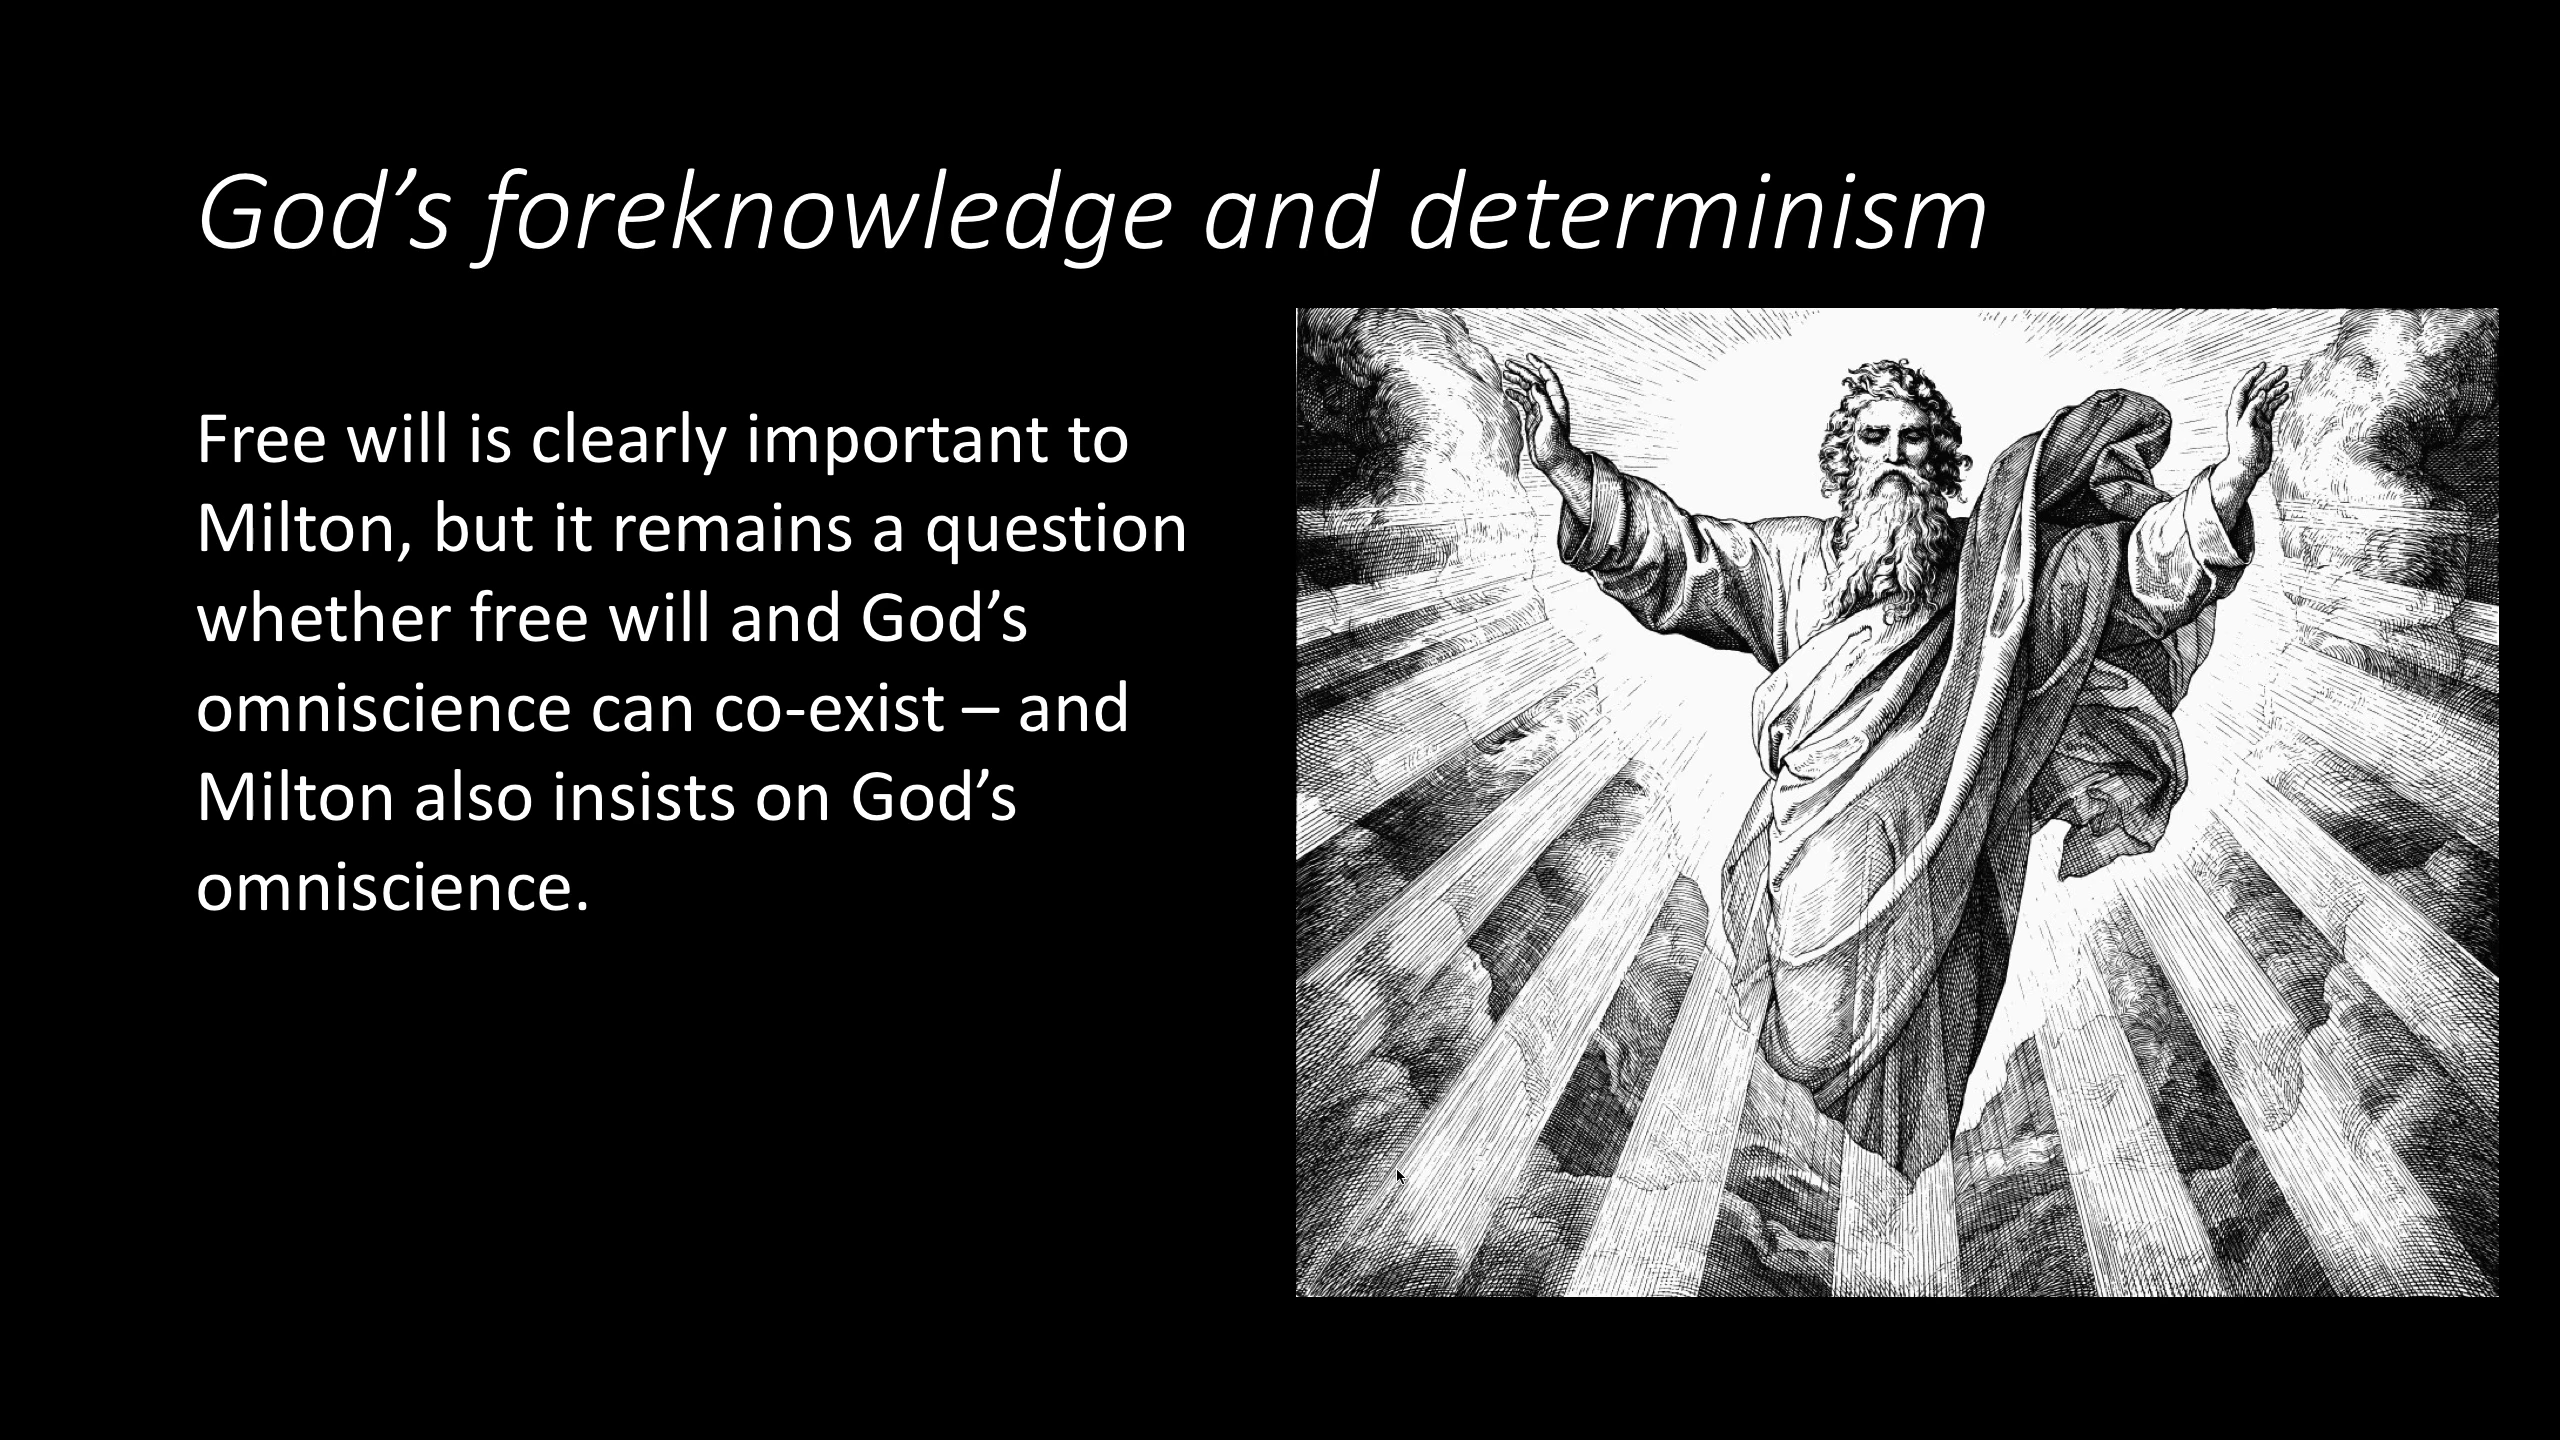 God’s foreknowledge and determinism
Free will is clearly important to
Milton, but it remains a question
whether free will and God’s
omniscience can co-exist – and
Milton also insists on God’s
omniscience.